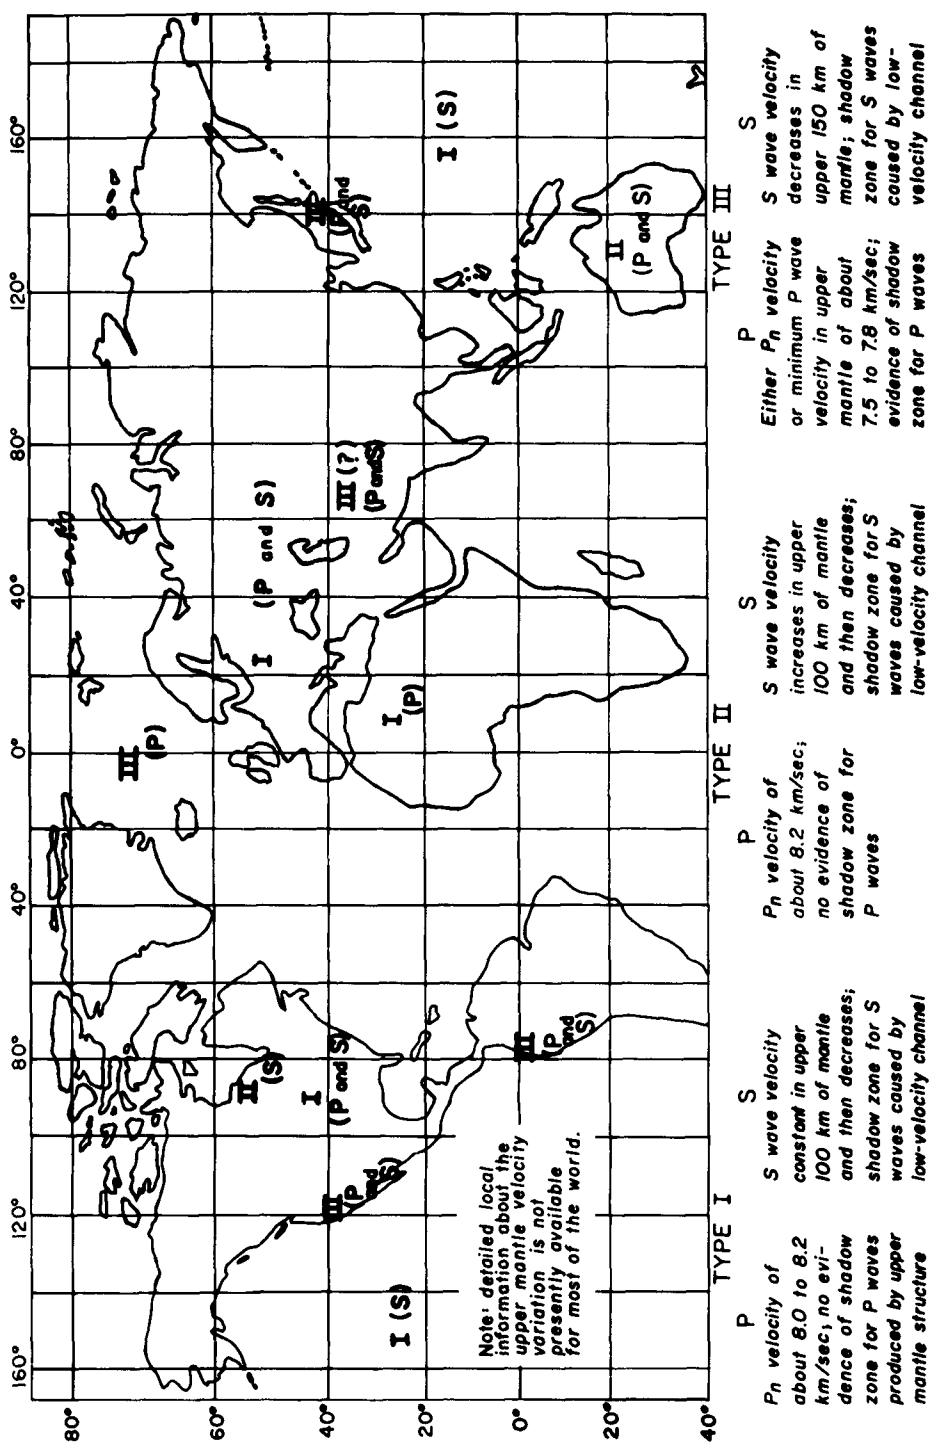 160°
120°
80°
40°
0°
40°
80°
120°
160°
80°
60°
40°
20°
0°
20°
40°
III
(P)
I (P and S)
I
(P)
III (?)
(P and S)
III
(P and
S)
I (S)
II
(P and S)
II
(S)
I
(P and S)
III
(P
and
S)
I (S)
III
(P
and
S)
Note: detailed local
information about the
upper mantle velocity
variation is not
presently available
for most of the world.
TYPE I
P
Pn velocity of
about 8.0 to 8.2
km/sec; no evi-
dence of shadow
zone for P waves
produced by upper
mantle structure
S
S wave velocity
constant in upper
100 km of mantle
and then decreases;
shadow zone for S
waves caused by
low-velocity channel
TYPE II
P
Pn velocity of
about 8.2 km/sec;
no evidence of
shadow zone for
P waves
S
S wave velocity
increases in upper
100 km of mantle
and then decreases;
shadow zone for S
waves caused by
low-velocity channel
TYPE III
P
Either Pn velocity
or minimum P wave
velocity in upper
mantle of about
7.5 to 7.8 km/sec;
evidence of shadow
zone for P waves
S
S wave velocity
decreases in
upper 150 km of
mantle; shadow
zone for S waves
caused by low-
velocity channel